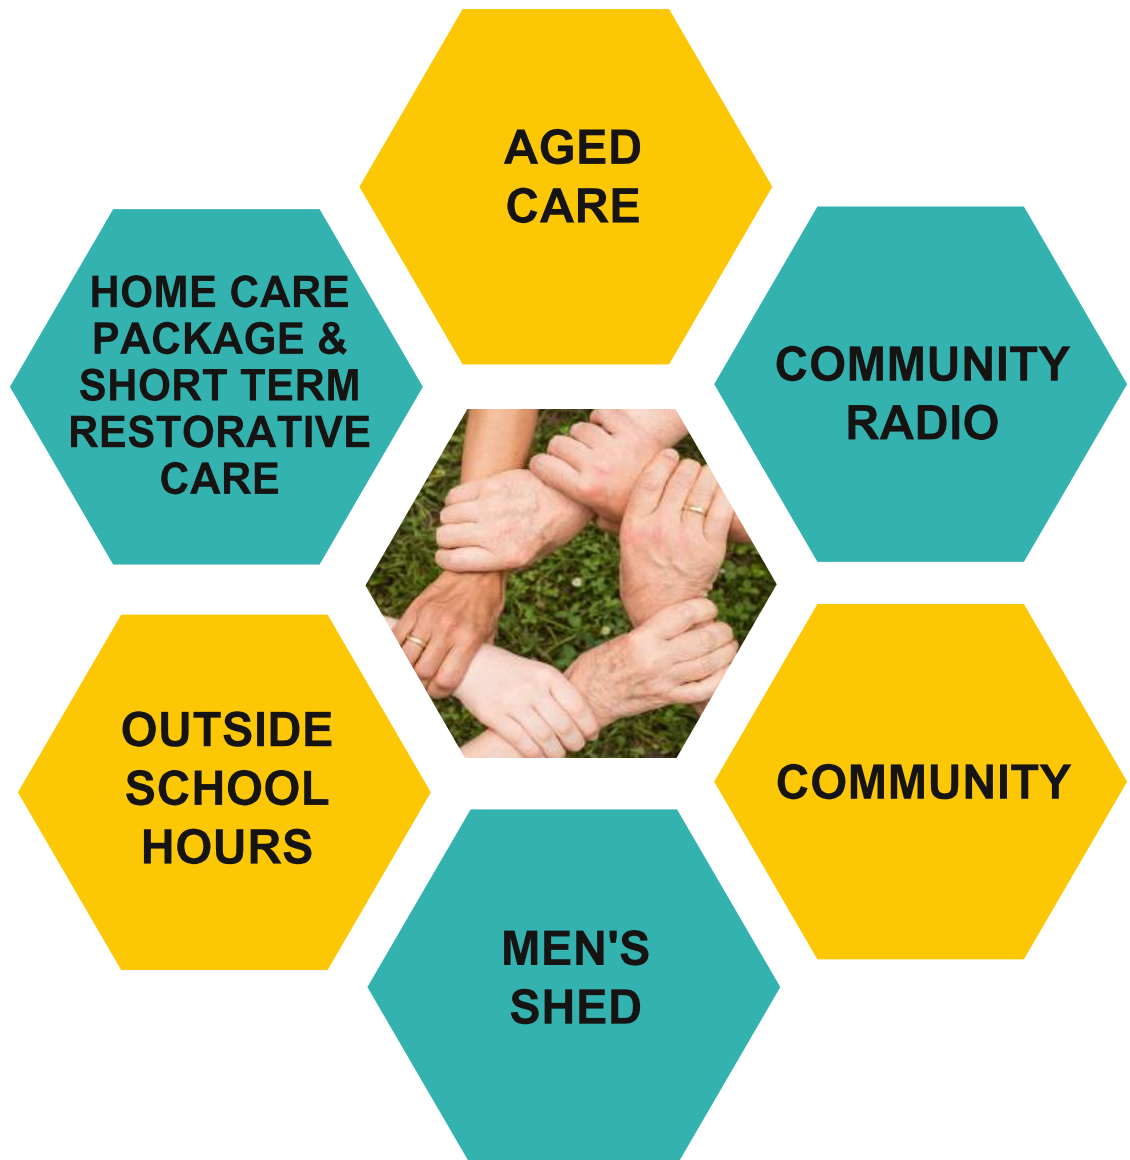 AGED
CARE
HOME CARE
PACKAGE &
SHORT TERM
RESTORATIVE
CARE
COMMUNITY
RADIO
OUTSIDE
SCHOOL
HOURS
COMMUNITY
MEN'S
SHED